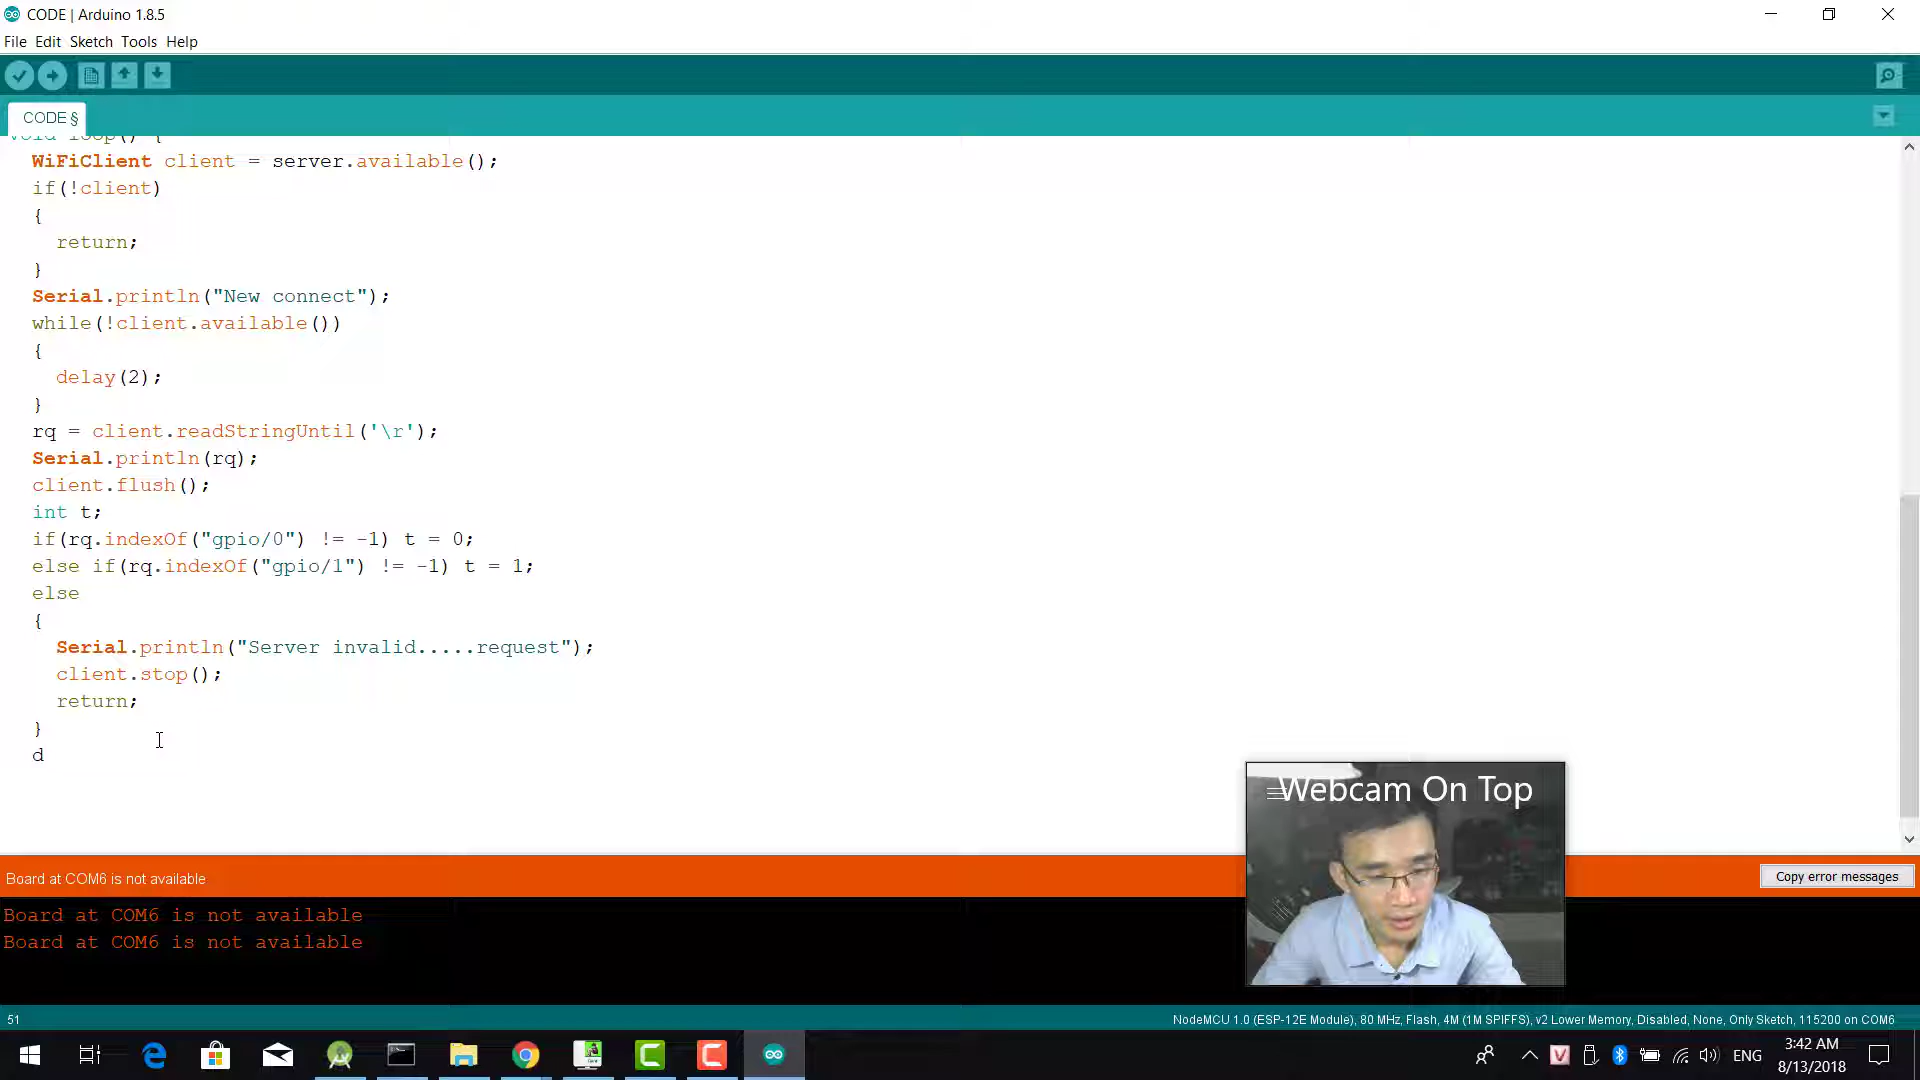 CODE | Arduino 1.8.5
File Edit Sketch Tools Help
CODE §
void loop() {
WiFiClient client = server.available();
if(!client)
{
return;
}
Serial.println("New connect");
while(!client.available())
{
delay(2);
}
rq = client.readStringUntil('\r');
Serial.println(rq);
client.flush();
int t;
if(rq.indexOf("gpio/0") != -1) t = 0;
else if(rq.indexOf("gpio/1") != -1) t = 1;
else
{
Serial.println("Server invalid.....request");
client.stop();
return;
}
d
Webcam On Top
Board at COM6 is not available
Copy error messages
Board at COM6 is not available
Board at COM6 is not available
51
NodeMCU 1.0 (ESP-12E Module), 80 MHz, Flash, 4M (1M SPIFFS), v2 Lower Memory, Disabled, None, Only Sketch, 115200 on COM6
ENG
3:42 AM
8/13/2018